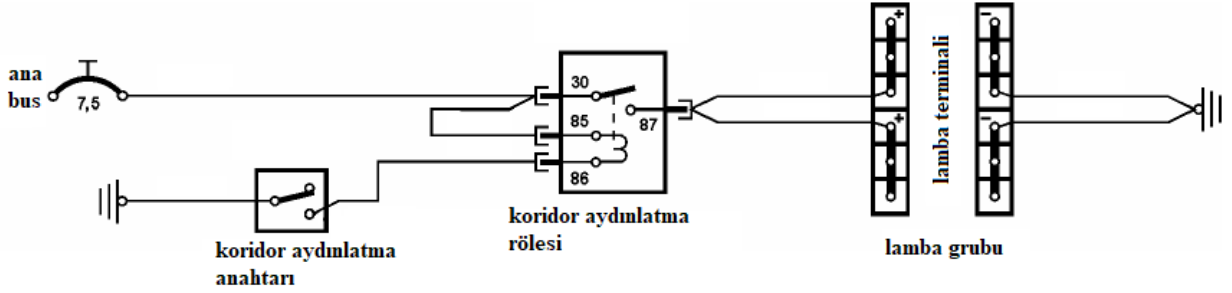 ana
bus
7,5
30
85
86
87
koridor aydınlatma
rölesi
koridor aydınlatma
anahtarı
+
+
−
−
lamba terminali
lamba grubu